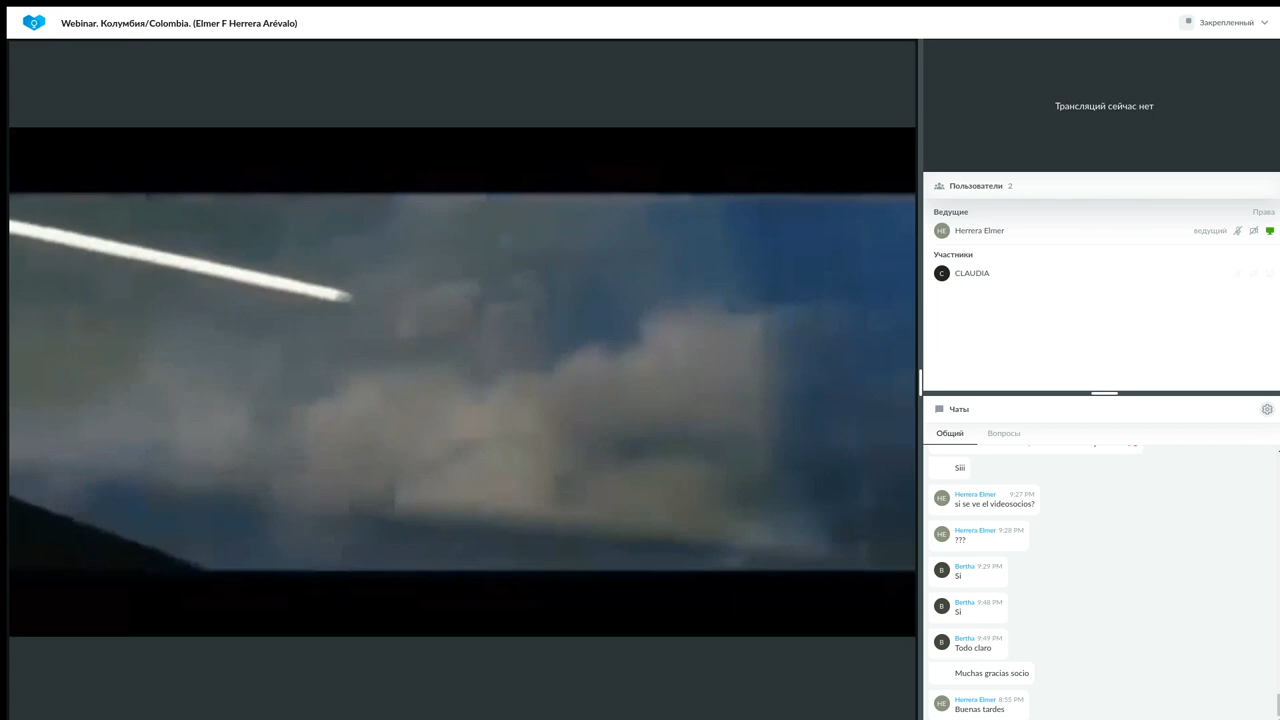 Webinar. Колумбия/Colombia. (Elmer F Herrera Arévalo)
Закрепленный
Трансляций сейчас нет
Пользователи 2
Ведущие Права
HE Herrera Elmer ведущий
Участники
C CLAUDIA
Чаты
Общий Вопросы
Siii
HE Herrera Elmer 9:27 PM
si se ve el videosocios?
HE Herrera Elmer 9:28 PM
???
B Bertha 9:29 PM
Si
B Bertha 9:48 PM
Si
B Bertha 9:49 PM
Todo claro
Muchas gracias socio
HE Herrera Elmer 8:55 PM
Buenas tardes